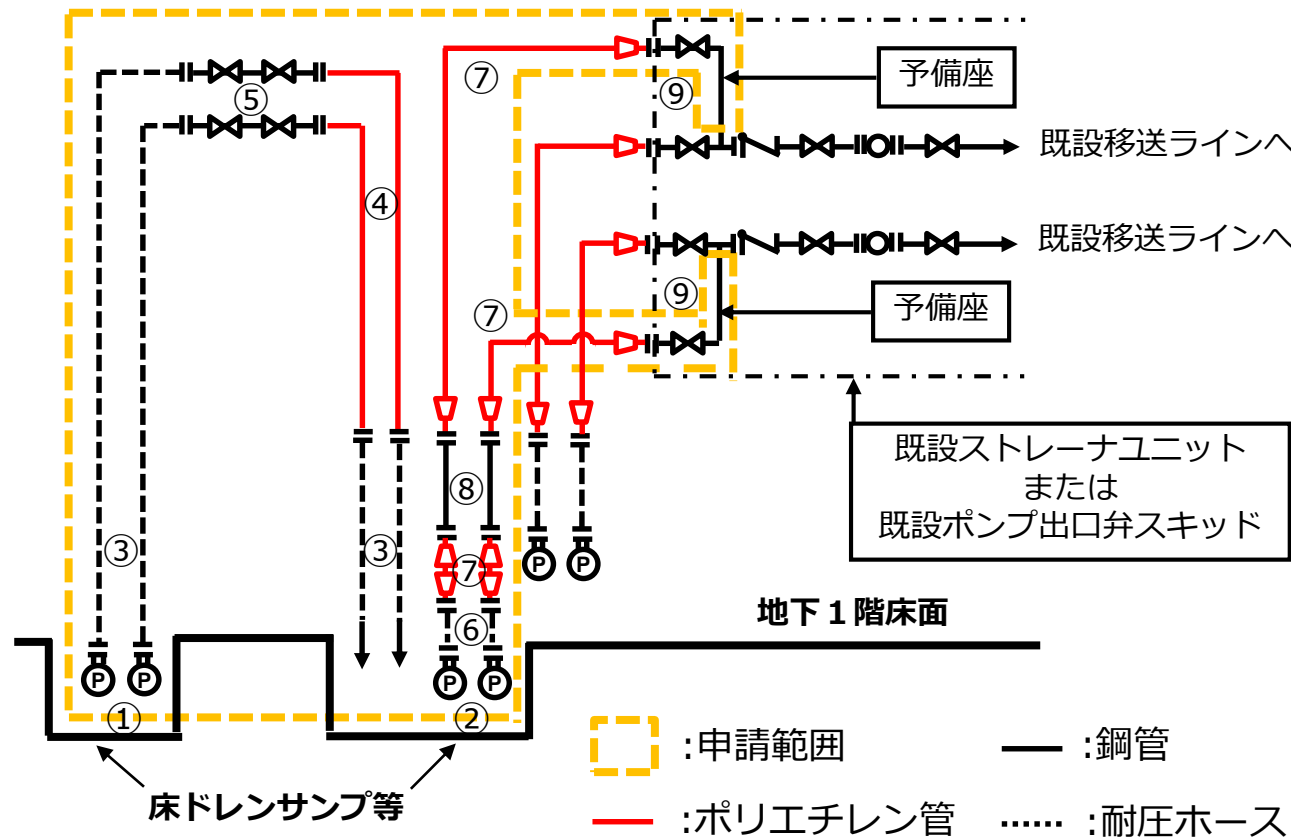 ⑦
予備座
⑤
⑨
既設移送ラインへ
④
既設移送ラインへ
⑨
予備座
⑦
既設ストレーナユニット
または
既設ポンプ出口弁スキッド
⑧
③
③
⑦
P
P
⑥
地下1階床面
P
P
P
P
①
②
:申請範囲
:鋼管
床ドレンサンプ等
:ポリエチレン管
:耐圧ホース